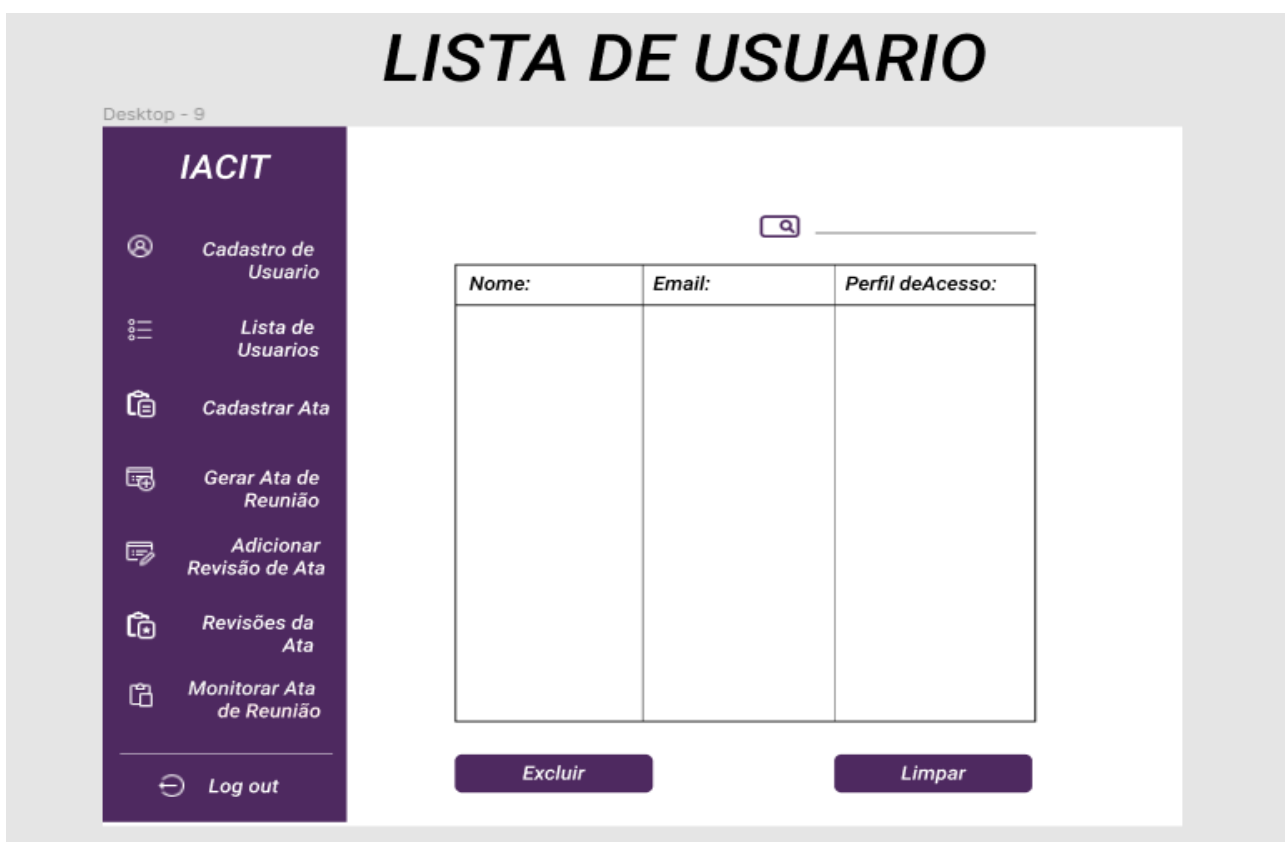 LISTA DE USUARIO
Desktop - 9
IACIT
Cadastro de
Usuario
Lista de
Usuarios
Cadastrar Ata
Gerar Ata de
Reunião
Adicionar
Revisão de Ata
Revisões da
Ata
Monitorar Ata
de Reunião
Log out
Nome: Email: Perfil deAcesso:
Excluir Limpar